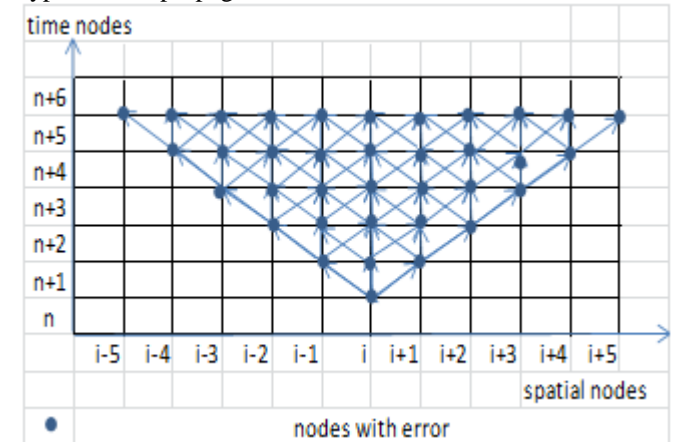 time nodes
n+6
n+5
n+4
n+3
n+2
n+1
n
i-5 i-4 i-3 i-2 i-1 i i+1 i+2 i+3 i+4 i+5
spatial nodes
nodes with error